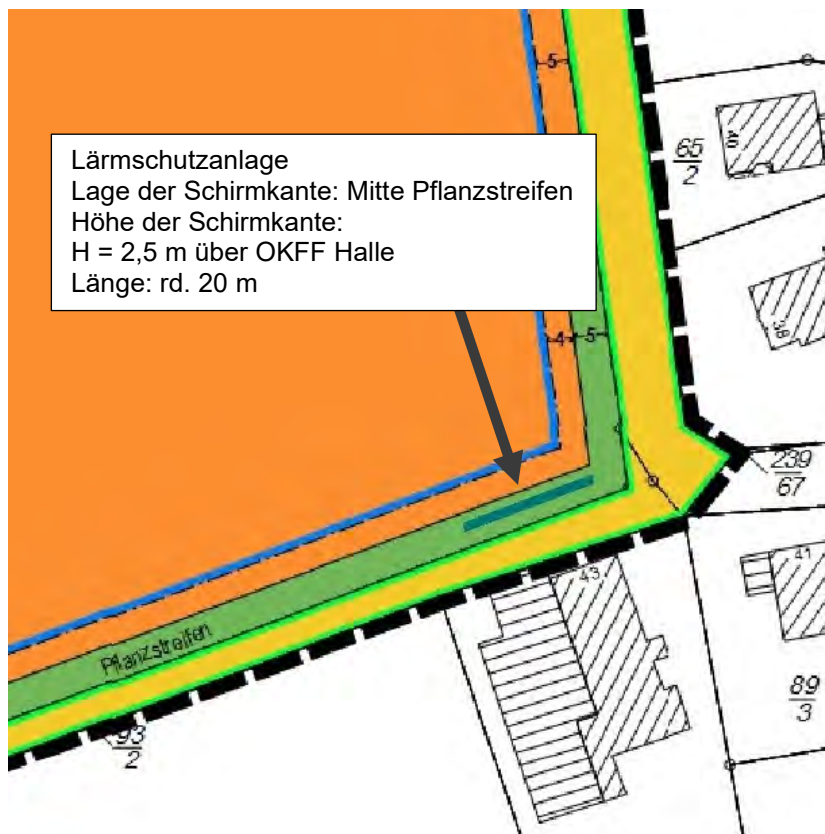 5
65
2
40
Lärmschutzanlage
Lage der Schirmkante: Mitte Pflanzstreifen
Höhe der Schirmkante:
H = 2,5 m über OKFF Halle
Länge: rd. 20 m
38
4
5
239
67
43
41
Pflanzstreifen
89
3
93
2